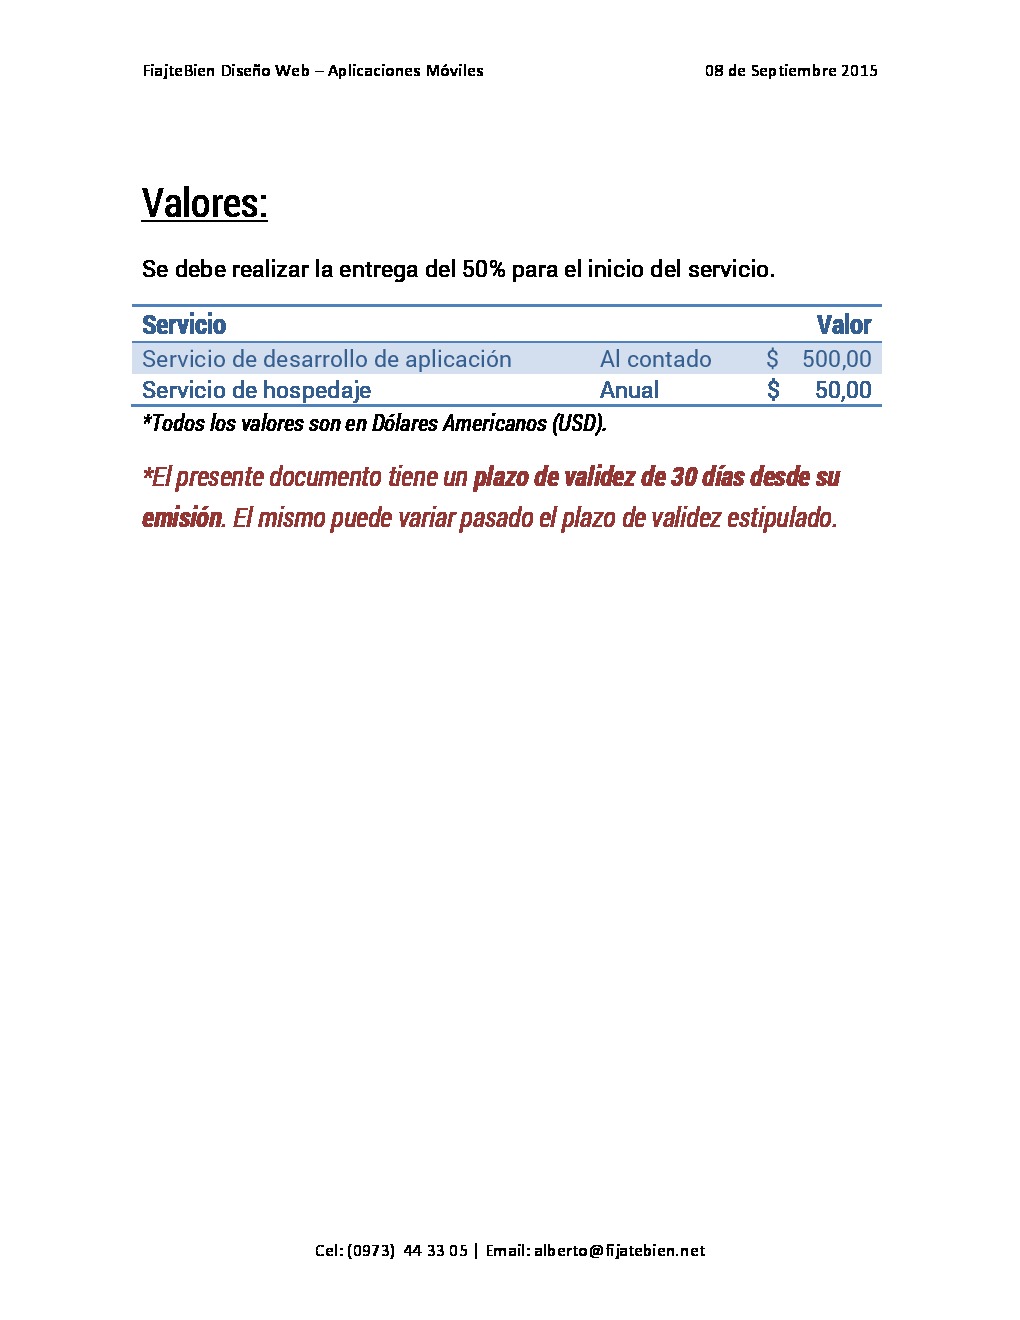 FiajteBien Diseño Web – Aplicaciones Móviles 08 de Septiembre 2015
Valores:
Se debe realizar la entrega del 50% para el inicio del servicio.
Servicio Valor
Servicio de desarrollo de aplicación Al contado $ 500,00
Servicio de hospedaje Anual $ 50,00
*Todos los valores son en Dólares Americanos (USD).
*El presente documento tiene un plazo de validez de 30 días desde su
emisión. El mismo puede variar pasado el plazo de validez estipulado.
Cel: (0973) 44 33 05 | Email: alberto@fijatebien.net